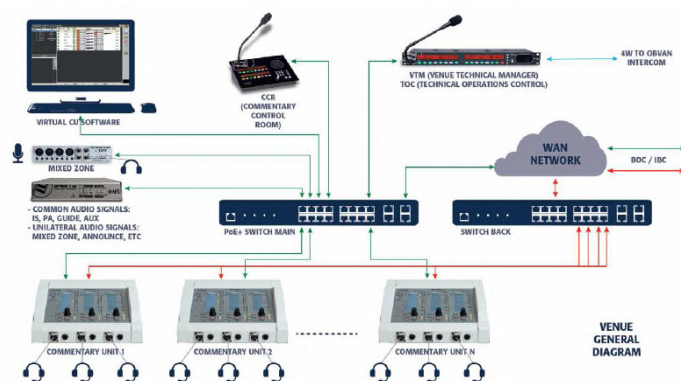 VIRTUAL CU SOFTWARE
CCR
(COMMENTARY
CONTROL
ROOM)
VTM (VENUE TECHNICAL MANAGER)
TOC (TECHNICAL OPERATIONS CONTROL)
4W TO OBVAN
INTERCOM
MIXED ZONE
- COMMON AUDIO SIGNALS:
IS, PA, GUIDE, AUX
- UNILATERAL AUDIO SIGNALS:
MIXED ZONE, ANNOUNCE, ETC
WAN
NETWORK
BOC / IBC
PoE+ SWITCH MAIN
SWITCH BACK
COMMENTARY UNIT 1
COMMENTARY UNIT 2
COMMENTARY UNIT N
VENUE
GENERAL
DIAGRAM